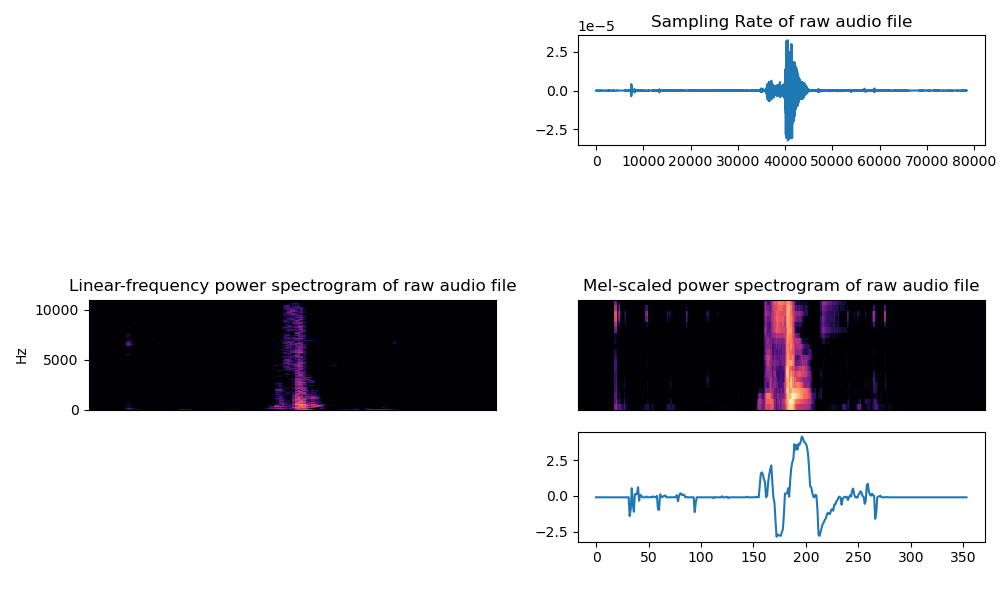 Sampling Rate of raw audio file
1e−5
2.5
0.0
−2.5
0 10000 20000 30000 40000 50000 60000 70000 80000
Linear-frequency power spectrogram of raw audio file
10000
5000
0
Hz
Mel-scaled power spectrogram of raw audio file
2.5
0.0
−2.5
0 50 100 150 200 250 300 350